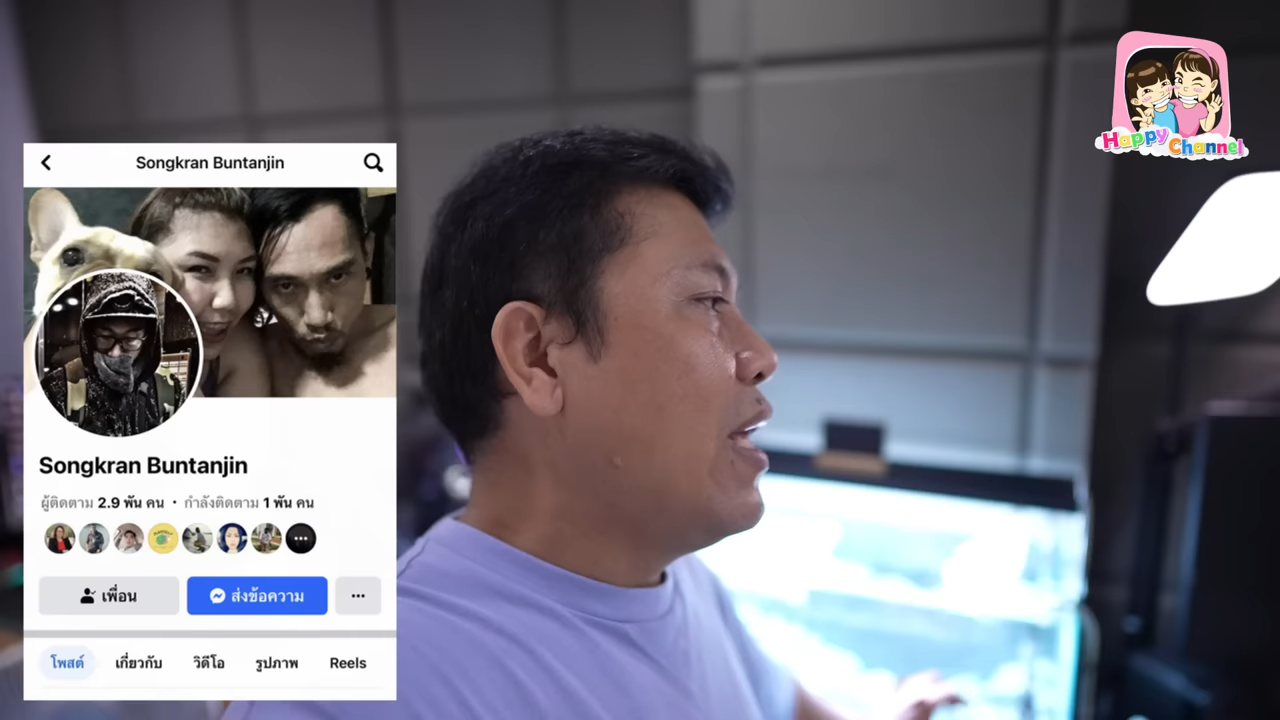 Songkran Buntanjin
Songkran Buntanjin
ผู้ติดตาม 2.9 พัน คน • กำลังติดตาม 1 พัน คน
เพื่อน
ส่งข้อความ
โพสต์ เกี่ยวกับ วิดีโอ รูปภาพ Reels
Happy Channel